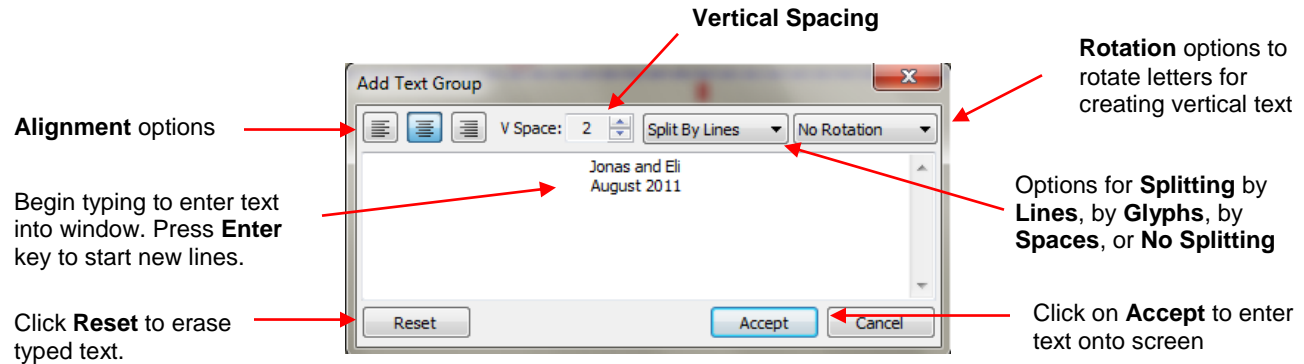 Vertical Spacing
Rotation options to
rotate letters for
creating vertical text
Add Text Group
Alignment options
V Space: 2 Split By Lines No Rotation
Jonas and Eli
August 2011
Begin typing to enter text
into window. Press Enter
key to start new lines.
Options for Splitting by
Lines, by Glyphs, by
Spaces, or No Splitting
Click Reset to erase
typed text.
Reset Accept Cancel
Click on Accept to enter
text onto screen